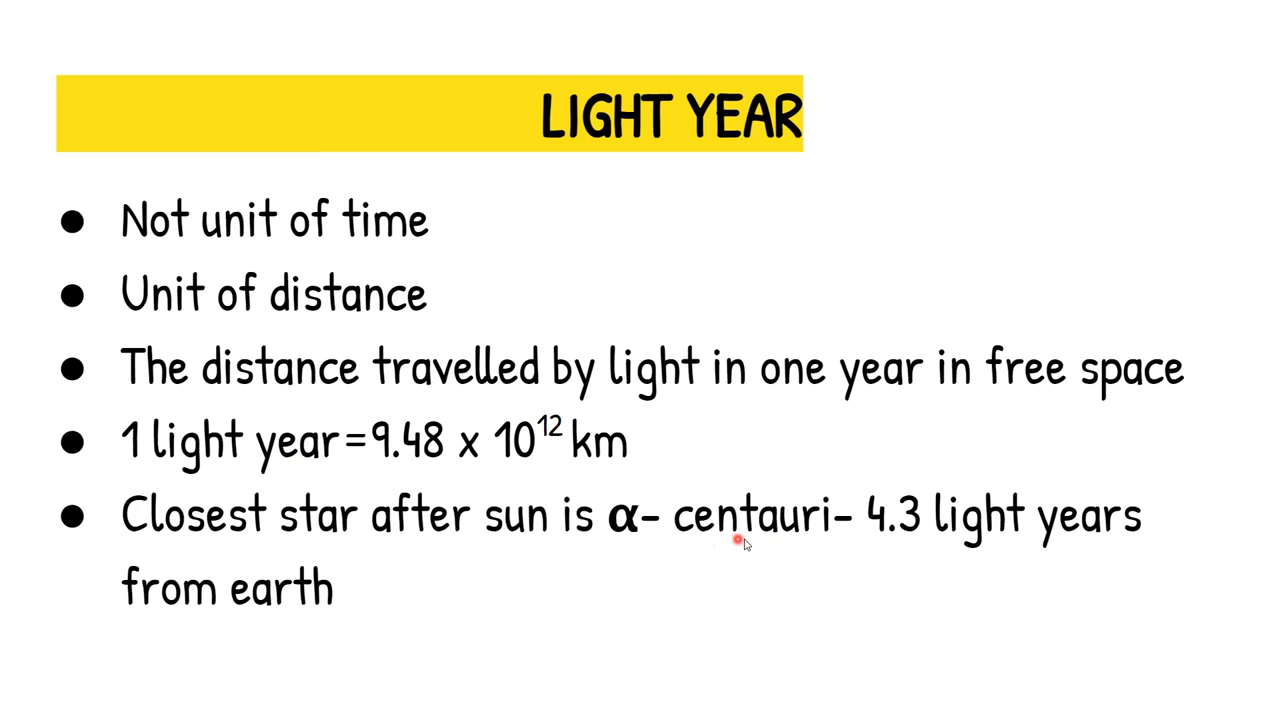 LIGHT YEAR
● Not unit of time
● Unit of distance
● The distance travelled by light in one year in free space
● 1 light year=9.48 x 10¹² km
● Closest star after sun is α- centauri- 4.3 light years
from earth